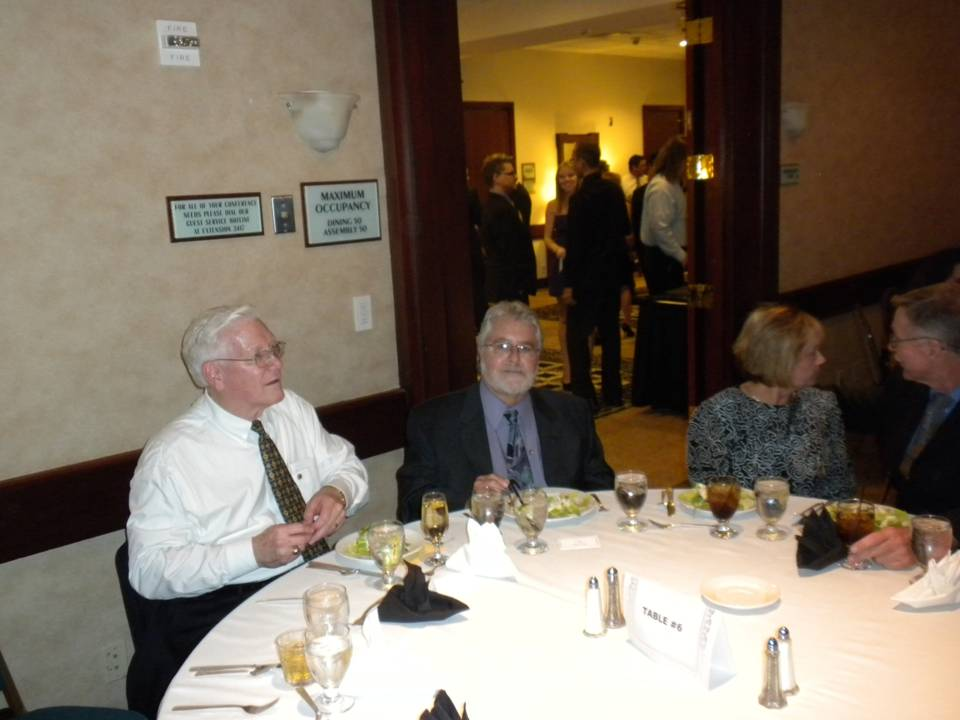 FIRE
FIRE
FOR ALL OF YOUR CONFERENCE
NEEDS PLEASE DIAL OUR
GUEST SERVICE HOTLINE
AT EXTENSION
MAXIMUM
OCCUPANCY
DINING 50
ASSEMBLY 50
TABLE #6